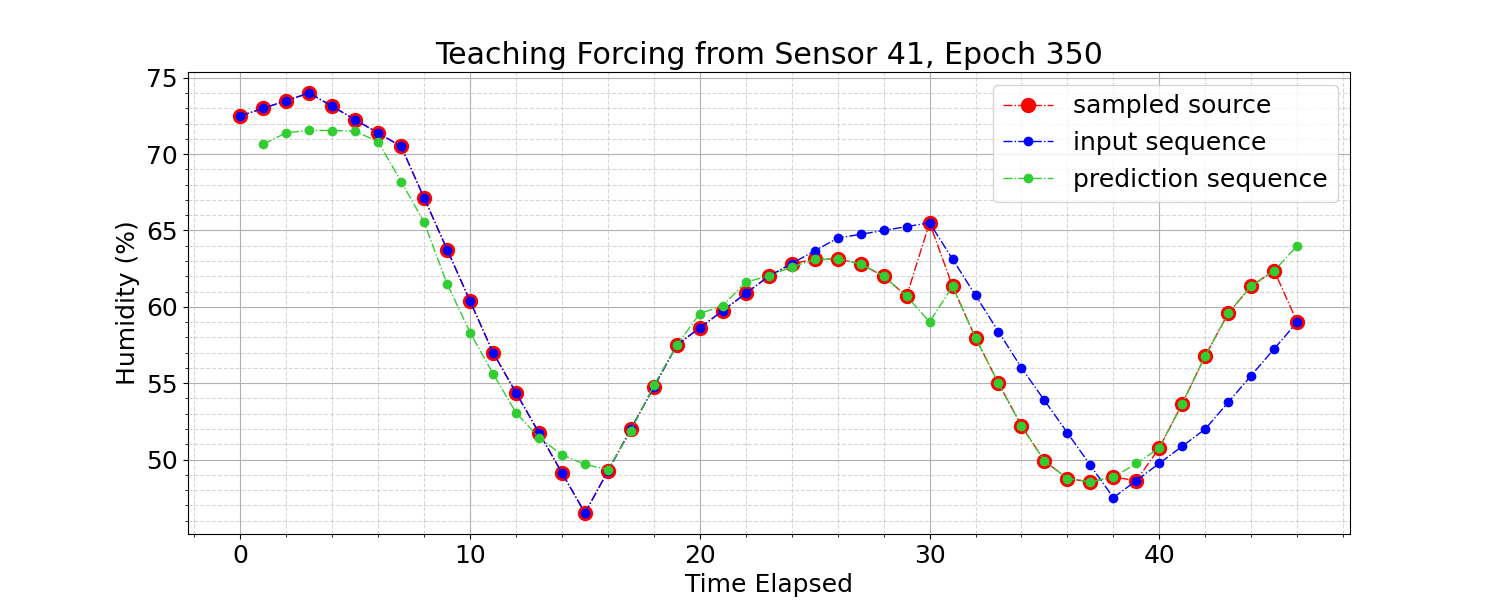 Teaching Forcing from Sensor 41, Epoch 350
75
70
65
60
55
50
Humidity (%)
sampled source
input sequence
prediction sequence
0 10 20 30 40
Time Elapsed